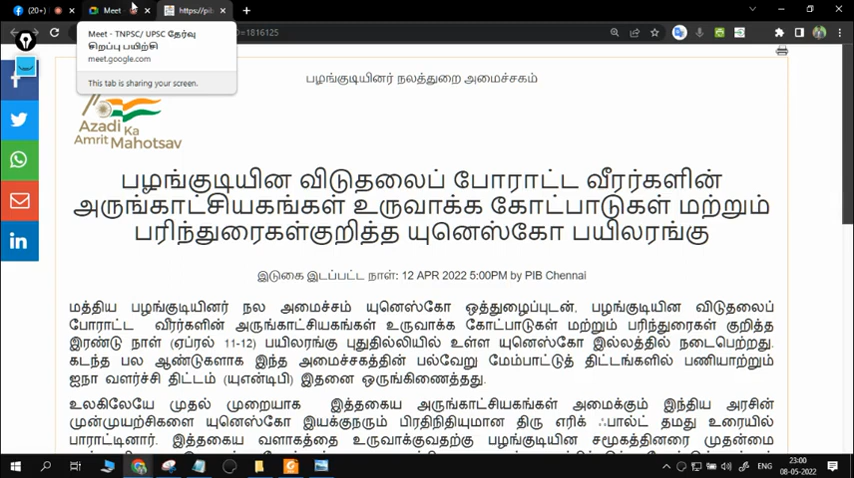 (20+)
Meet -
https://pib
=1816125
Meet - TNPSC/ UPSC தேர்வு
சிறப்பு பயிற்சி
meet.google.com
This tab is sharing your screen.
பழங்குடியினர் நலத்துறை அமைச்சகம்
Azadi Ka
Amrit Mahotsav
பழங்குடியின விடுதலைப் போராட்ட வீரர்களின்
அருங்காட்சியகங்கள் உருவாக்க கோட்பாடுகள் மற்றும்
பரிந்துரைகள்குறித்த யுனெஸ்கோ பயிலரங்கு
இடுகை இடப்பட்ட நாள்: 12 APR 2022 5:00PM by PIB Chennai
மத்திய பழங்குடியினர் நல அமைச்சம் யுனெஸ்கோ ஒத்துழைப்புடன், பழங்குடியின விடுதலைப்
போராட்ட வீரர்களின் அருங்காட்சியகங்கள் உருவாக்க கோட்பாடுகள் மற்றும் பரிந்துரைகள் குறித்த
இரண்டு நாள் (ஏப்ரல் 11-12) பயிலரங்கு புதுதில்லியில் உள்ள யுனெஸ்கோ இல்லத்தில் நடைபெற்றது.
கடந்த பல ஆண்டுகளாக இந்த அமைச்சகத்தின் பல்வேறு மேம்பாட்டுத் திட்டங்களில் பணியாற்றும்
ஐநா வளர்ச்சி திட்டம் (யுஎன்டிபி) இதனை ஒருங்கிணைத்தது.
உலகிலேயே முதல் முறையாக இத்தகைய அருங்காட்சியகங்கள் அமைக்கும் இந்திய அரசின்
முன்முயற்சிகளை யுனெஸ்கோ இயக்குநரும் பிரதிநிதியுமான திரு எரிக் ஃபால்ட் தமது உரையில்
பாராட்டினார். இத்தகைய வளாகத்தை உருவாக்குவதற்கு பழங்குடியின் சமூகத்தினரை முதன்மை
ENG
23:00
08-05-2022